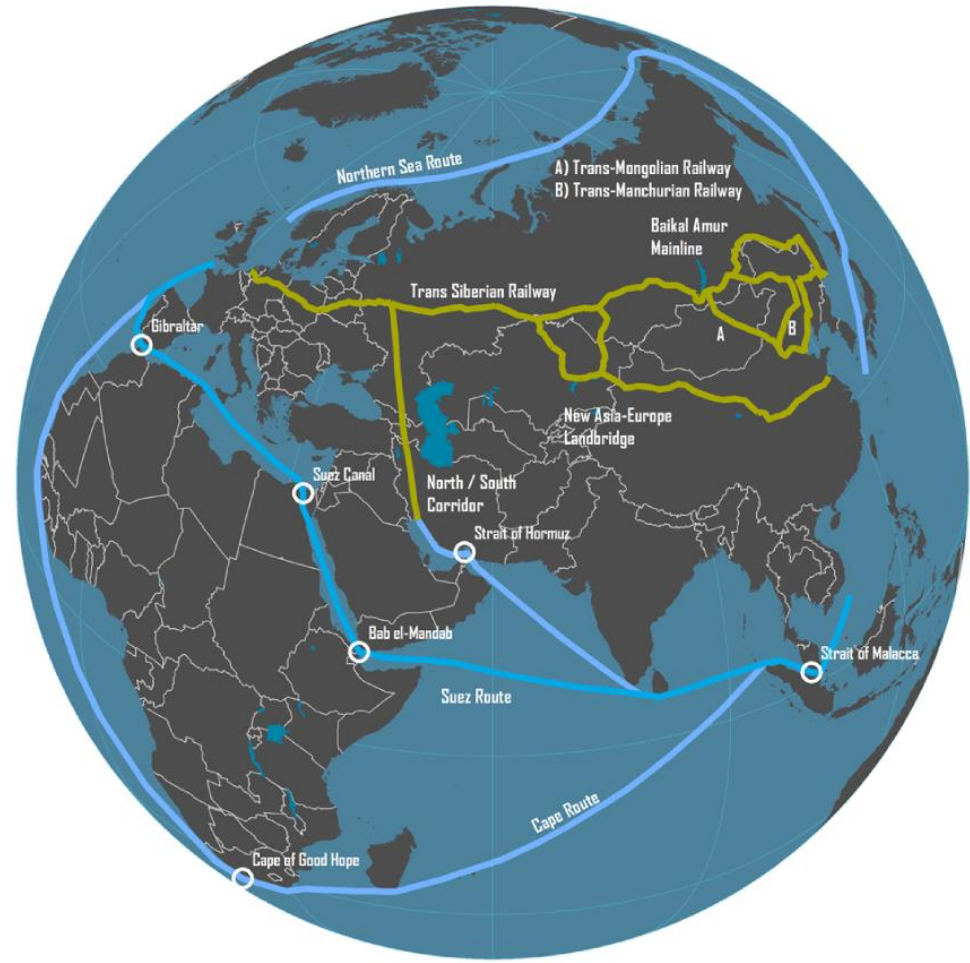 Northern Sea Route
A) Trans-Mongolian Railway
B) Trans-Manchurian Railway
Baikal Amur
Mainline
Trans Siberian Railway
Gibraltar
A
B
New Asia-Europe
Landbridge
Suez Canal
North / South
Corridor
Strait of Hormuz
Bab el-Mandab
Strait of Malacca
Suez Route
Cape Route
Cape of Good Hope